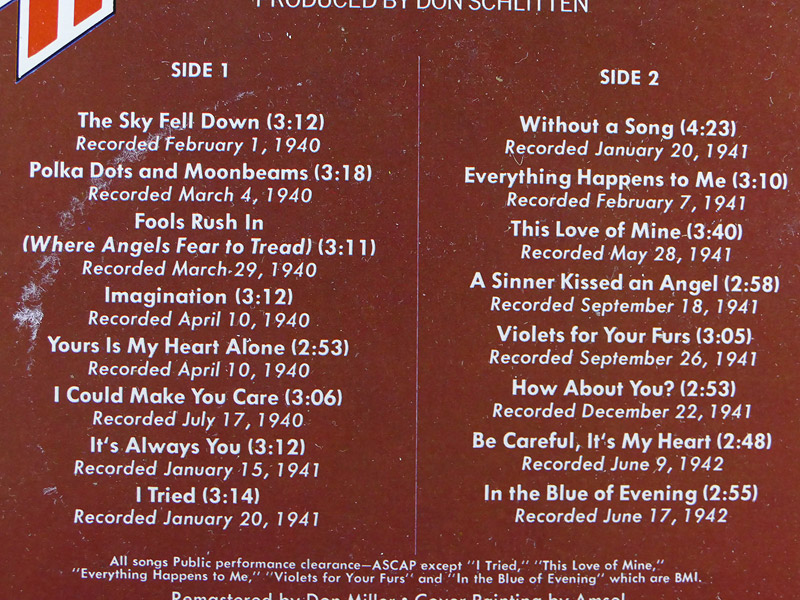 PRODUCED BY DON SCHLITTEN
SIDE 1
The Sky Fell Down (3:12)
Recorded February 1, 1940
Polka Dots and Moonbeams (3:18)
Recorded March 4, 1940
Fools Rush In
(Where Angels Fear to Tread) (3:11)
Recorded March 29, 1940
Imagination (3:12)
Recorded April 10, 1940
Yours Is My Heart Alone (2:53)
Recorded April 10, 1940
I Could Make You Care (3:06)
Recorded July 17, 1940
It's Always You (3:12)
Recorded January 15, 1941
I Tried (3:14)
Recorded January 20, 1941
SIDE 2
Without a Song (4:23)
Recorded January 20, 1941
Everything Happens to Me (3:10)
Recorded February 7, 1941
This Love of Mine (3:40)
Recorded May 28, 1941
A Sinner Kissed an Angel (2:58)
Recorded September 18, 1941
Violets for Your Furs (3:05)
Recorded September 26, 1941
How About You? (2:53)
Recorded December 22, 1941
Be Careful, It's My Heart (2:48)
Recorded June 9, 1942
In the Blue of Evening (2:55)
Recorded June 17, 1942
All songs Public performance clearance—ASCAP except "I Tried," "This Love of Mine,"
"Everything Happens to Me," "Violets for Your Furs" and "In the Blue of Evening" which are BMI.
Remastered by Don Miller • Cover Painting by Amsel